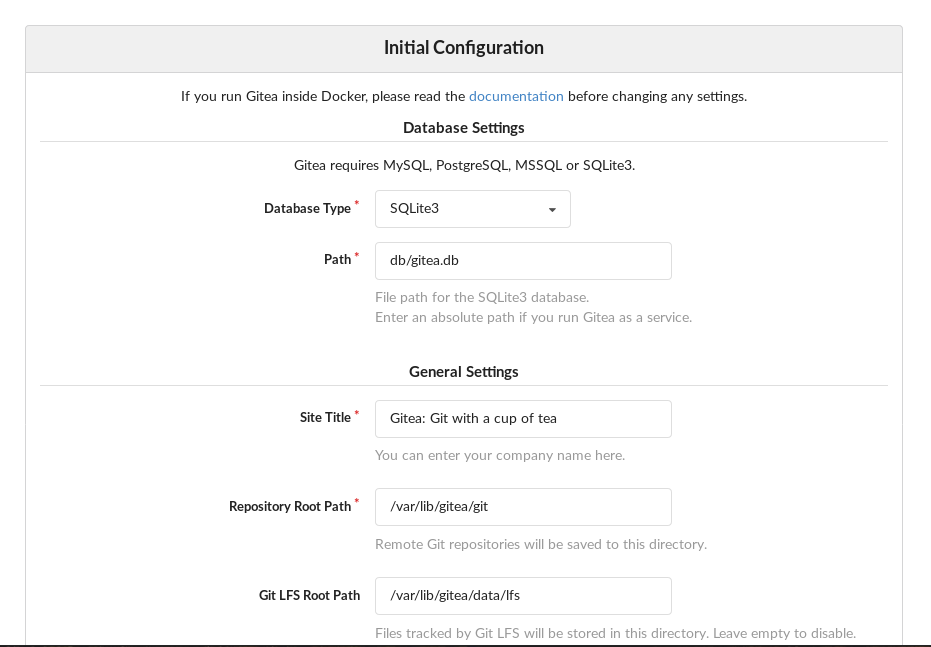 Initial Configuration
If you run Gitea inside Docker, please read the documentation before changing any settings.
Database Settings
Gitea requires MySQL, PostgreSQL, MSSQL or SQLite3.
Database Type * SQLite3
Path * db/gitea.db
File path for the SQLite3 database.
Enter an absolute path if you run Gitea as a service.
General Settings
Site Title * Gitea: Git with a cup of tea
You can enter your company name here.
Repository Root Path * /var/lib/gitea/git
Remote Git repositories will be saved to this directory.
Git LFS Root Path /var/lib/gitea/data/lfs
Files tracked by Git LFS will be stored in this directory. Leave empty to disable.